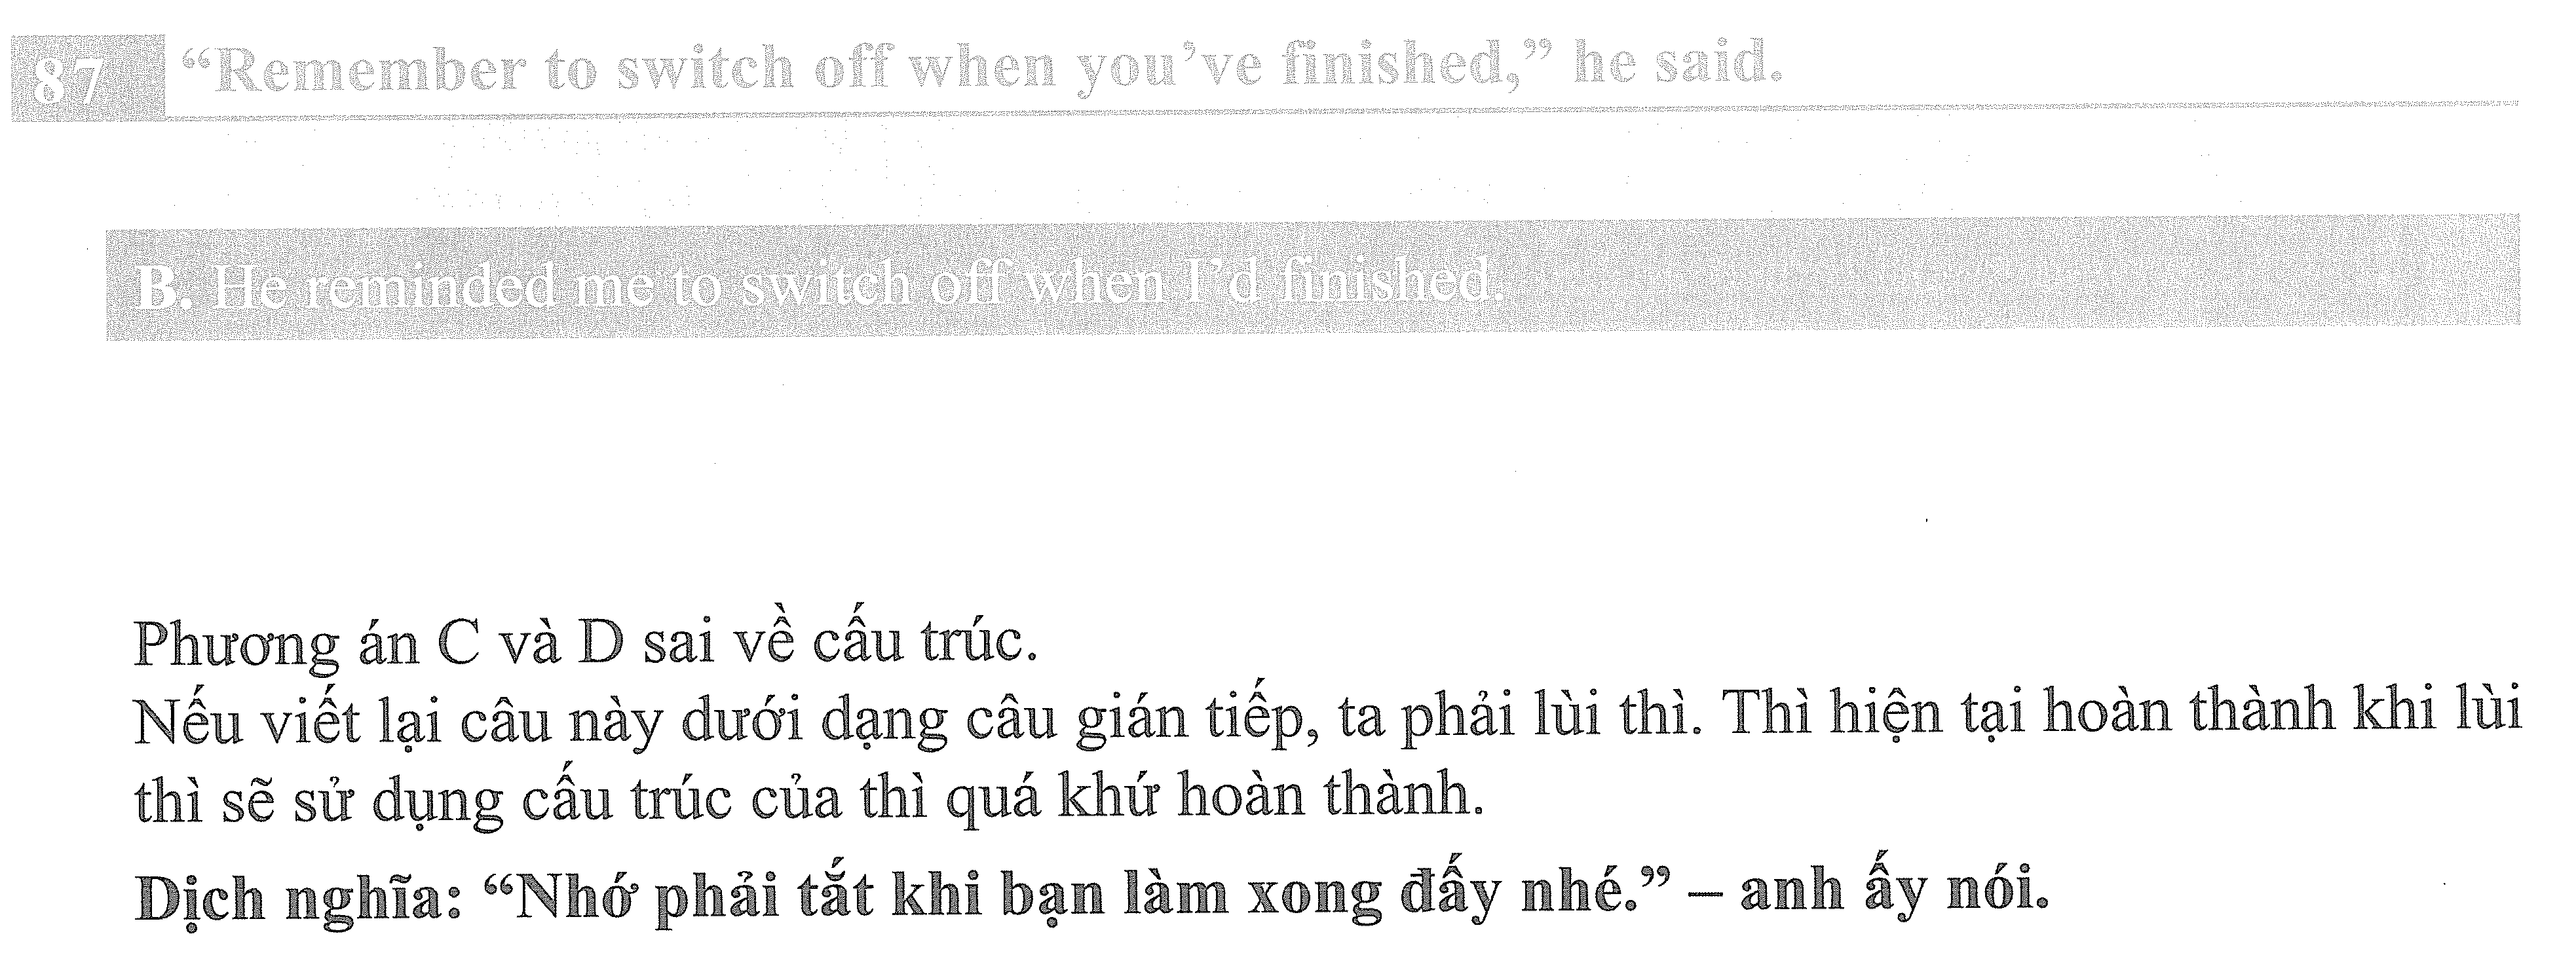 87 “Remember to switch off when you’ve finished,” he said.
B. He reminded me to switch off when I’d finished.
Phương án C và D sai về cấu trúc.
Nếu viết lại câu này dưới dạng câu gián tiếp, ta phải lùi thì. Thì hiện tại hoàn thành khi lùi
thì sẽ sử dụng cấu trúc của thì quá khứ hoàn thành.
Dịch nghĩa: “Nhớ phải tắt khi bạn làm xong đấy nhé.” – anh ấy nói.